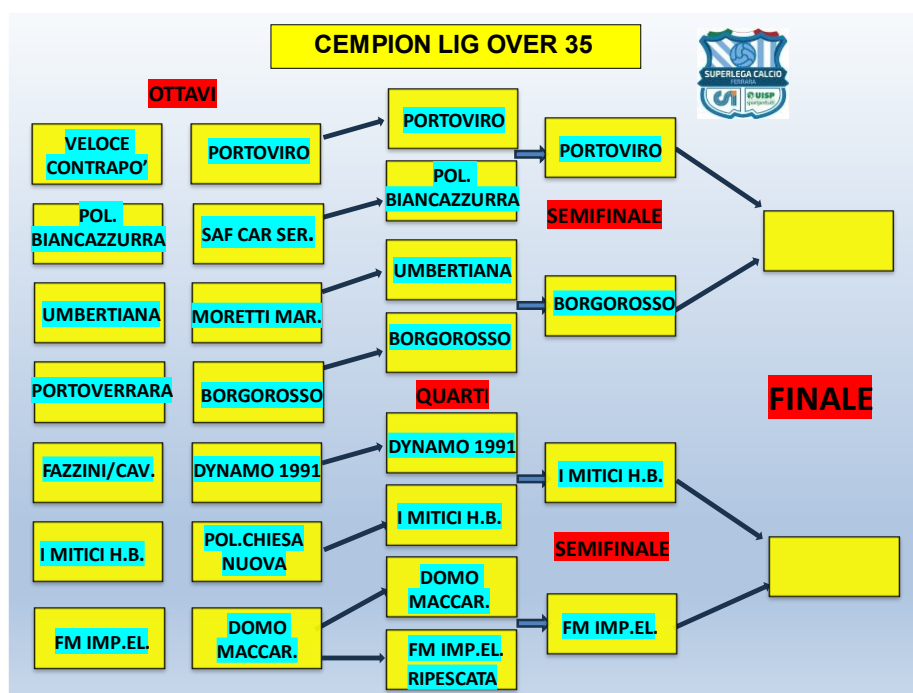 CEMPION LIG OVER 35
SUPERLEGA CALCIO
FERRARA
CSI
UISP
sportpertutti
OTTAVI
VELOCE
CONTRAPO’
PORTOVIRO
POL.
BIANCAZZURRA
SAF CAR SER.
UMBERTIANA
MORETTI MAR.
PORTOVERRARA
BORGOROSSO
FAZZINI/CAV.
DYNAMO 1991
I MITICI H.B.
POL.CHIESA
NUOVA
FM IMP.EL.
DOMO
MACCAR.
PORTOVIRO
POL.
BIANCAZZURRA
UMBERTIANA
BORGOROSSO
QUARTI
DYNAMO 1991
I MITICI H.B.
DOMO
MACCAR.
FM IMP.EL.
RIPESCATA
PORTOVIRO
SEMIFINALE
BORGOROSSO
I MITICI H.B.
SEMIFINALE
FM IMP.EL.
FINALE